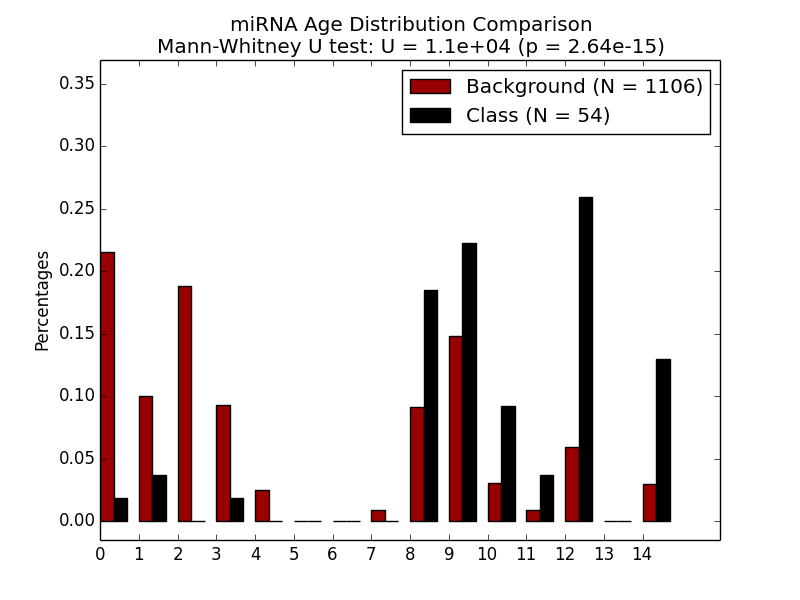 miRNA Age Distribution Comparison
Mann-Whitney U test: U = 1.1e+04 (p = 2.64e-15)
Background (N = 1106)
Class (N = 54)
Percentages
0.35
0.30
0.25
0.20
0.15
0.10
0.05
0.00
0 1 2 3 4 5 6 7 8 9 10 11 12 13 14